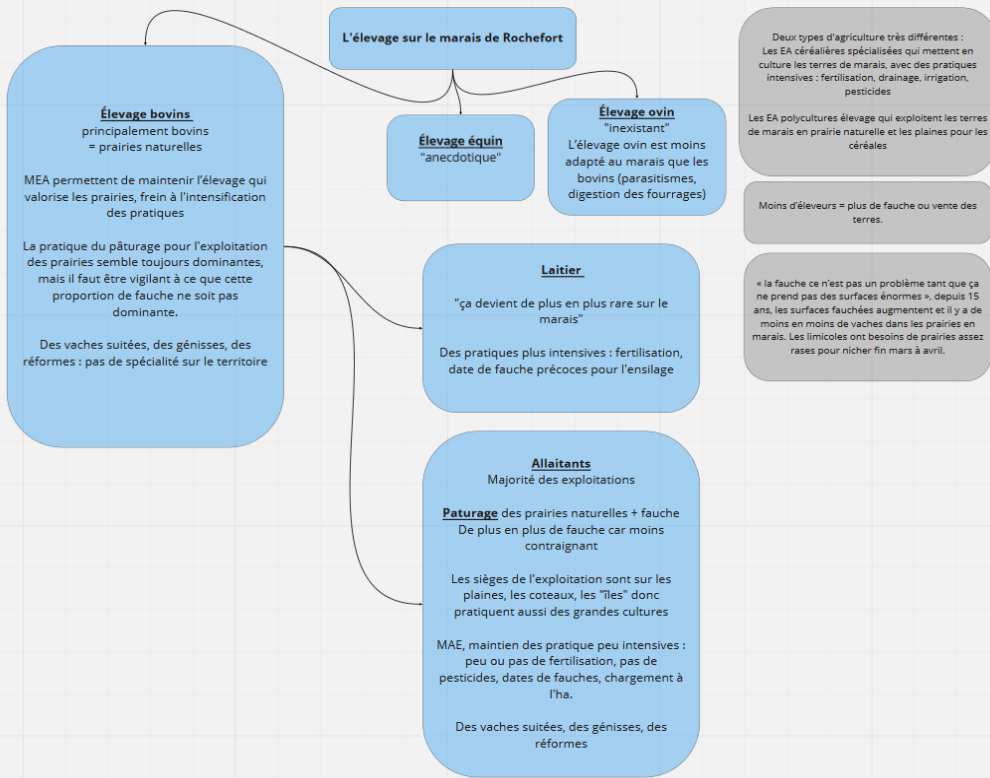 L'élevage sur le marais de Rochefort
Élevage bovins
principalement bovins
= prairies naturelles
MEA permettent de maintenir l'élevage qui
valorise les prairies, frein à l'intensification
des pratiques
La pratique du pâturage pour l'exploitation
des prairies semble toujours dominantes,
mais il faut être vigilant à ce que cette
proportion de fauche ne soit pas
dominante.
Des vaches suitées, des génisses, des
réformes : pas de spécialité sur le territoire
Élevage équin
"anecdotique"
Élevage ovin
"inexistant"
L'élevage ovin est moins
adapté au marais que les
bovins (parasitismes,
digestion des fourrages)
Laitier
"ça devient de plus en plus rare sur le
marais"
Des pratiques plus intensives : fertilisation,
date de fauche précoces pour l'ensilage
Allaitants
Majorité des exploitations
Paturage des prairies naturelles + fauche
De plus en plus de fauche car moins
contraignant
Les sièges de l'exploitation sont sur les
plaines, les coteaux, les "îles" donc
pratiquent aussi des grandes cultures
MAE, maintien des pratique peu intensives :
peu ou pas de fertilisation, pas de
pesticides, dates de fauches, chargement à
l'ha.
Des vaches suitées, des génisses, des
réformes
Deux types d'agriculture très différentes :
Les EA céréalières spécialisées qui mettent en
culture les terres de marais, avec des pratiques
intensives : fertilisation, drainage, irrigation,
pesticides
Les EA polycultures élevage qui exploitent les terres
de marais en prairie naturelle et les plaines pour les
céréales
Moins d'éleveurs = plus de fauche ou vente des
terres.
« la fauche ce n'est pas un problème tant que ça
ne prend pas des surfaces énormes », depuis 15
ans, les surfaces fauchées augmentent et il y a de
moins en moins de vaches dans les prairies en
marais. Les limicoles ont besoins de prairies assez
rases pour nicher fin mars à avril.